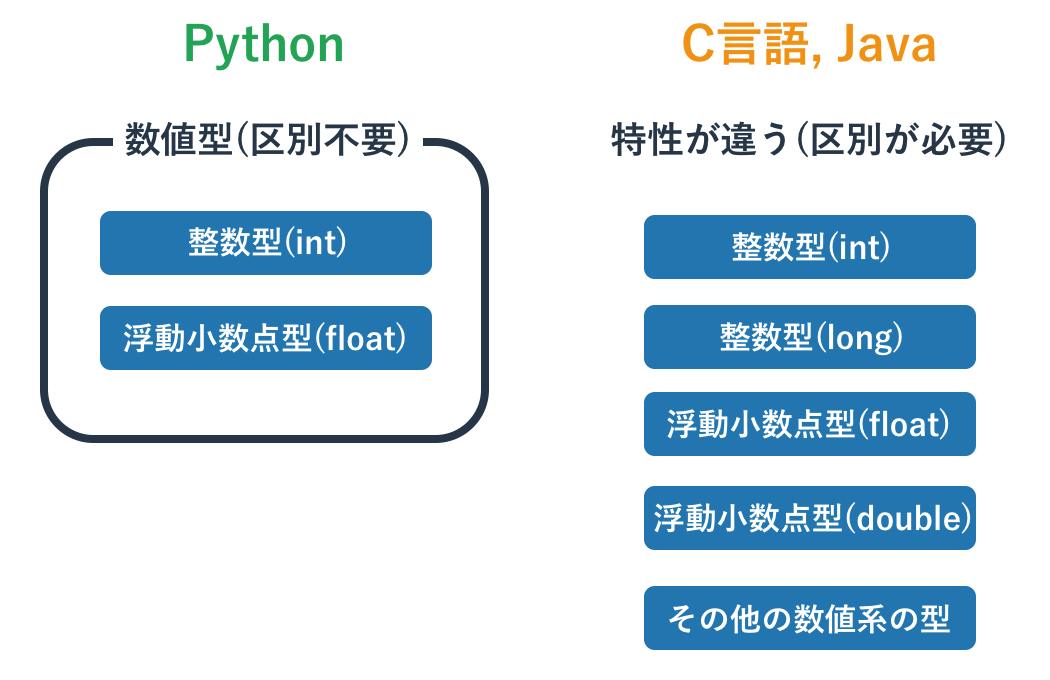 Python
数値型(区別不要)
整数型(int)
浮動小数点型(float)
C言語, Java
特性が違う(区別が必要)
整数型(int)
整数型(long)
浮動小数点型(float)
浮動小数点型(double)
その他の数値系の型